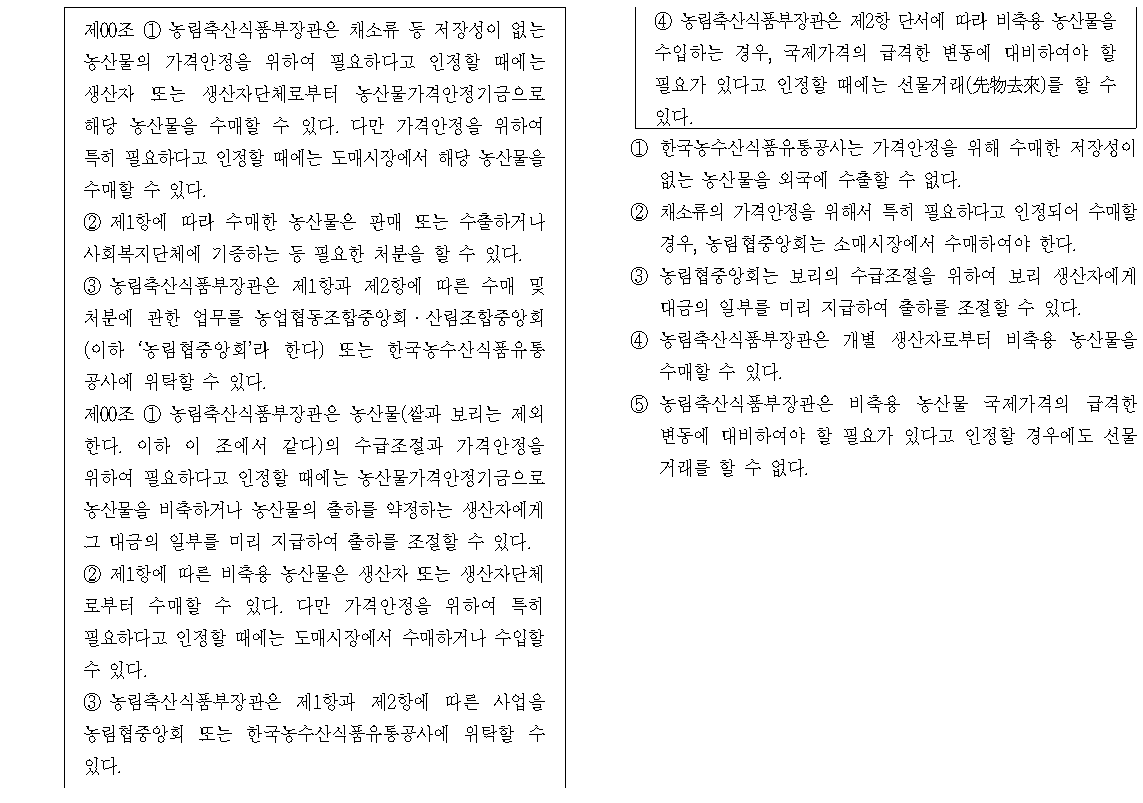 제00조 ① 농림축산식품부장관은 채소류 등 저장성이 없는
농산물의 가격안정을 위하여 필요하다고 인정할 때에는
생산자 또는 생산자단체로부터 농산물가격안정기금으로
해당 농산물을 수매할 수 있다. 다만 가격안정을 위하여
특히 필요하다고 인정할 때에는 도매시장에서 해당 농산물을
수매할 수 있다.
② 제1항에 따라 수매한 농산물은 판매 또는 수출하거나
사회복지단체에 기증하는 등 필요한 처분을 할 수 있다.
③ 농림축산식품부장관은 제1항과 제2항에 따른 수매 및
처분에 관한 업무를 농업협동조합중앙회·산림조합중앙회
(이하 ‘농림협중앙회’라 한다) 또는 한국농수산식품유통
공사에 위탁할 수 있다.
제00조 ① 농림축산식품부장관은 농산물(쌀과 보리는 제외
한다. 이하 이 조에서 같다)의 수급조절과 가격안정을
위하여 필요하다고 인정할 때에는 농산물가격안정기금으로
농산물을 비축하거나 농산물의 출하를 약정하는 생산자에게
그 대금의 일부를 미리 지급하여 출하를 조절할 수 있다.
② 제1항에 따른 비축용 농산물은 생산자 또는 생산자단체
로부터 수매할 수 있다. 다만 가격안정을 위하여 특히
필요하다고 인정할 때에는 도매시장에서 수매하거나 수입할
수 있다.
③ 농림축산식품부장관은 제1항과 제2항에 따른 사업을
농림협중앙회 또는 한국농수산식품유통공사에 위탁할 수
있다.
④ 농림축산식품부장관은 제2항 단서에 따라 비축용 농산물을
수입하는 경우, 국제가격의 급격한 변동에 대비하여야 할
필요가 있다고 인정할 때에는 선물거래(先物去來)를 할 수
있다.
① 한국농수산식품유통공사는 가격안정을 위해 수매한 저장성이
없는 농산물을 외국에 수출할 수 없다.
② 채소류의 가격안정을 위해서 특히 필요하다고 인정되어 수매할
경우, 농림협중앙회는 소매시장에서 수매하여야 한다.
③ 농림협중앙회는 보리의 수급조절을 위하여 보리 생산자에게
대금의 일부를 미리 지급하여 출하를 조절할 수 있다.
④ 농림축산식품부장관은 개별 생산자로부터 비축용 농산물을
수매할 수 있다.
⑤ 농림축산식품부장관은 비축용 농산물 국제가격의 급격한
변동에 대비하여야 할 필요가 있다고 인정할 경우에도 선물
거래를 할 수 없다.